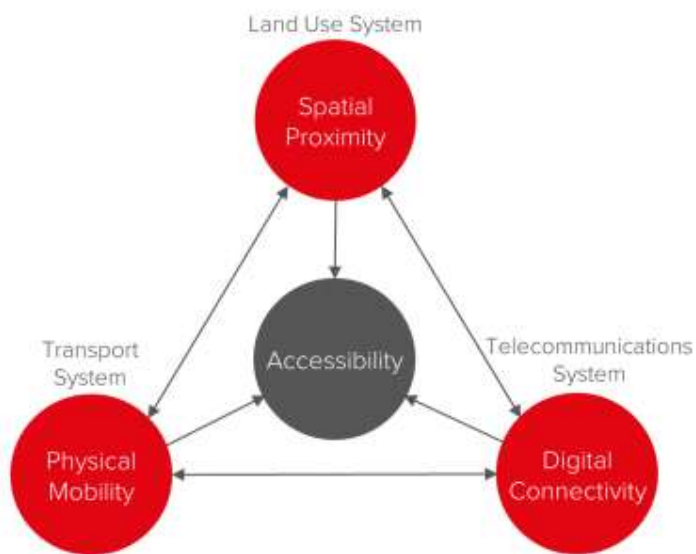 Land Use System
Spatial
Proximity
Accessibility
Transport
System
Physical
Mobility
Telecommunications
System
Digital
Connectivity